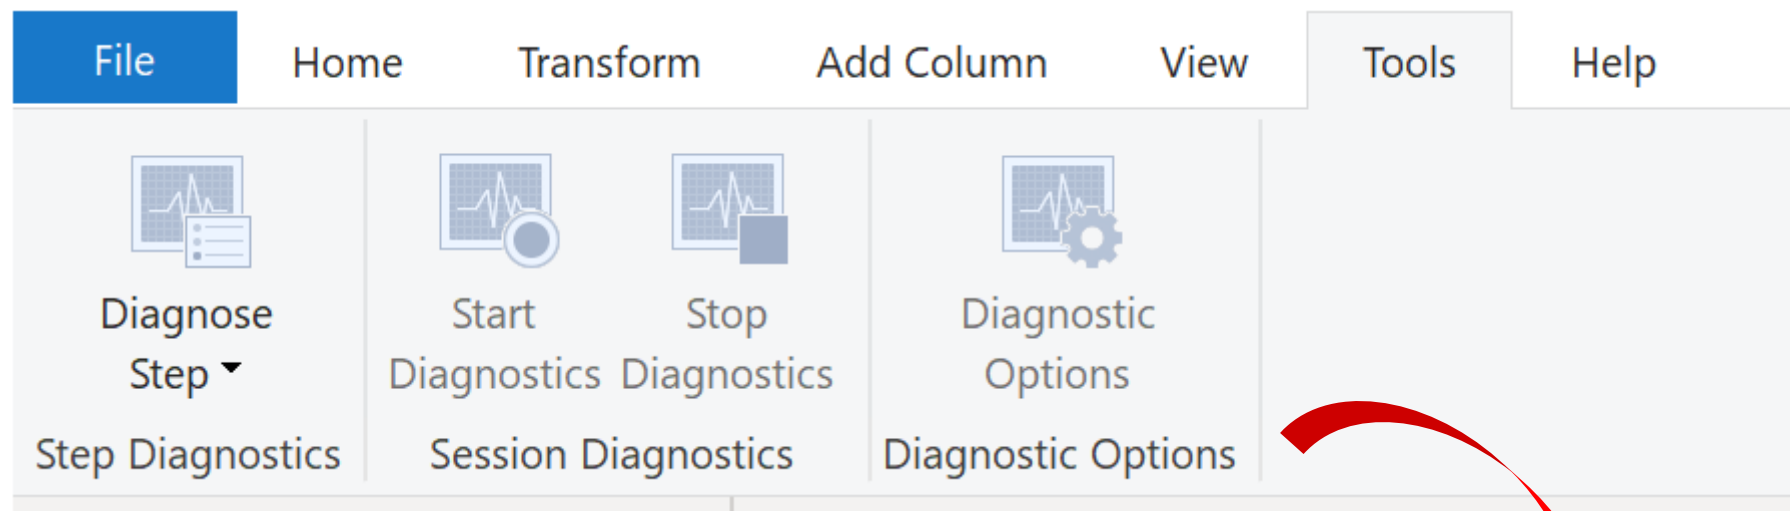 File Home Transform Add Column View Tools Help
Diagnose Start Stop Diagnostic
Step Diagnostics Diagnostics Options
Step Diagnostics Session Diagnostics Diagnostic Options